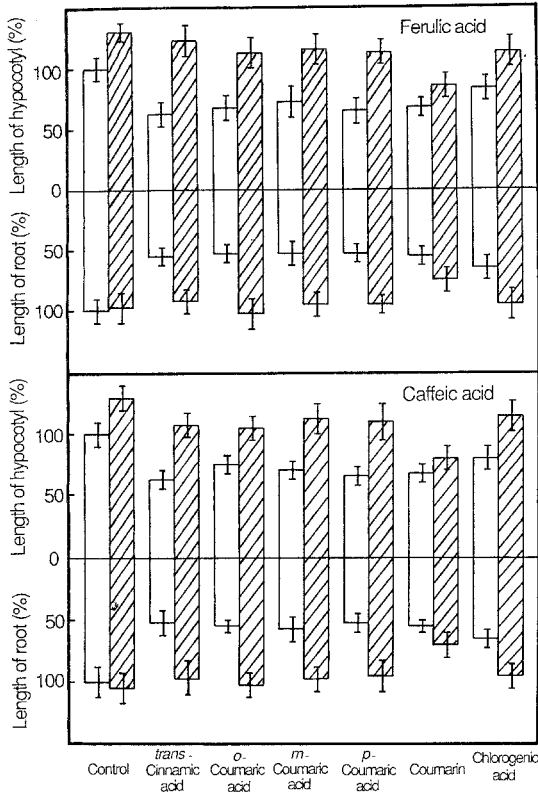 Ferulic acid
Length of hypocotyl (%)
100
50
0
Length of root (%)
50
100
Caffeic acid
Length of hypocotyl (%)
100
50
0
Length of root (%)
50
100
Control
trans-
Cinnamic
acid
o-
Coumaric
acid
m-
Coumaric
acid
p-
Coumaric
acid
Coumarin
Chlorogenic
acid